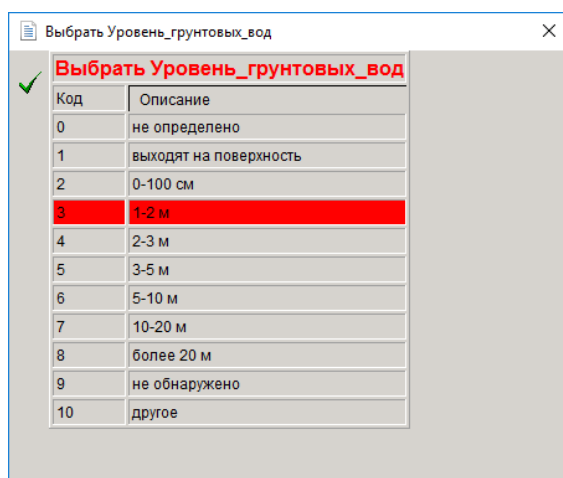 Выбрать Уровень_грунтовых_вод
Выбрать Уровень_грунтовых_вод
Код Описание
0 не определено
1 выходят на поверхность
2 0-100 см
3 1-2 м
4 2-3 м
5 3-5 м
6 5-10 м
7 10-20 м
8 более 20 м
9 не обнаружено
10 другое